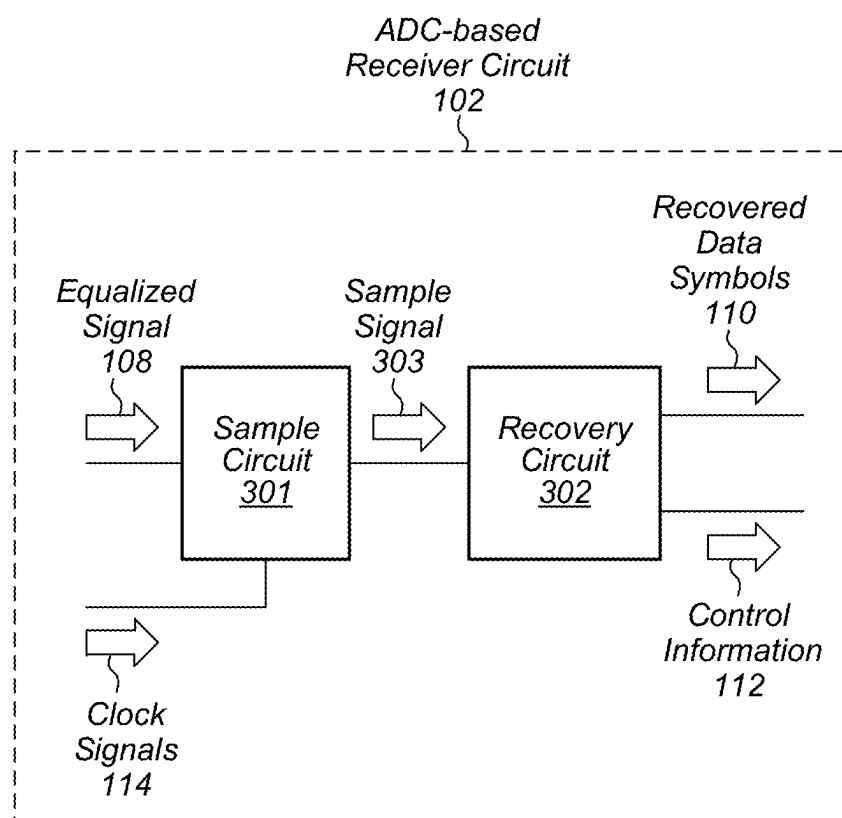 ADC-based
Receiver Circuit
102
Recovered
Data
Symbols
110
Equalized
Signal
108
Sample
Signal
303
Sample
Circuit
301
Recovery
Circuit
302
Control
Information
112
Clock
Signals
114